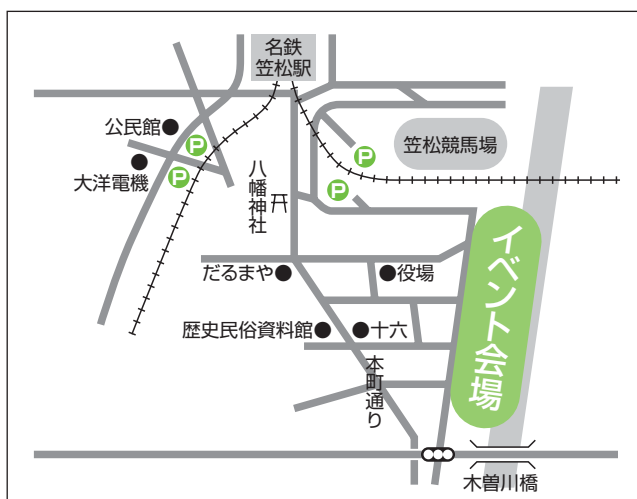 名鉄
笠松駅
公民館
P
P
大洋電機
八幡神社
P
P
笠松競馬場
だるまや
役場
歴史民俗資料館
十六
本町通り
イベント会場
木曽川橋